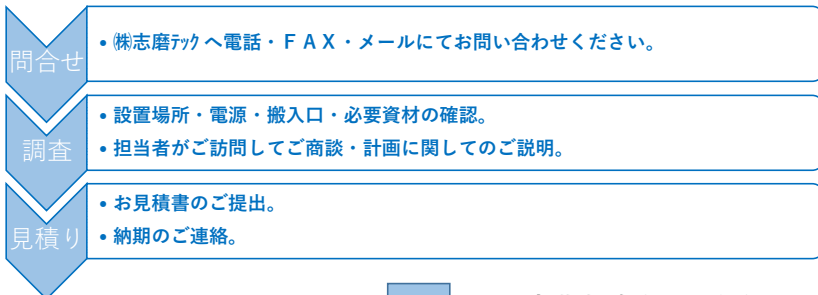 問合せ
• ㈱志磨ﾃｯｸ へ電話・ＦＡＸ・メールにてお問い合わせください。
調査
• 設置場所・電源・搬入口・必要資材の確認。
• 担当者がご訪問してご商談・計画に関してのご説明。
見積り
• お見積書のご提出。
• 納期のご連絡。